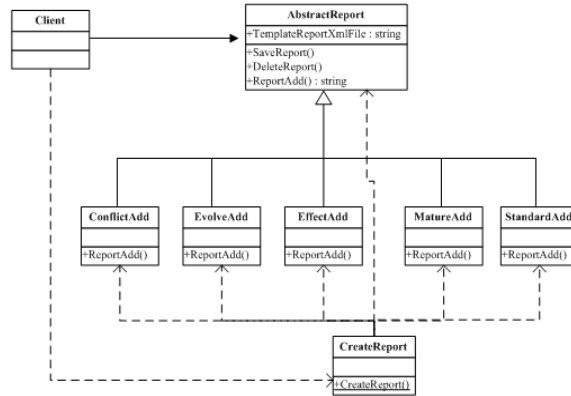 Client
AbstractReport
+TemplateReportXmlFile : string
+SaveReport()
+DeleteReport()
+ReportAdd() : string
ConflictAdd
EvolveAdd
EffectAdd
MatureAdd
StandardAdd
+ReportAdd()
+ReportAdd()
+ReportAdd()
+ReportAdd()
+ReportAdd()
CreateReport
+CreateReport()